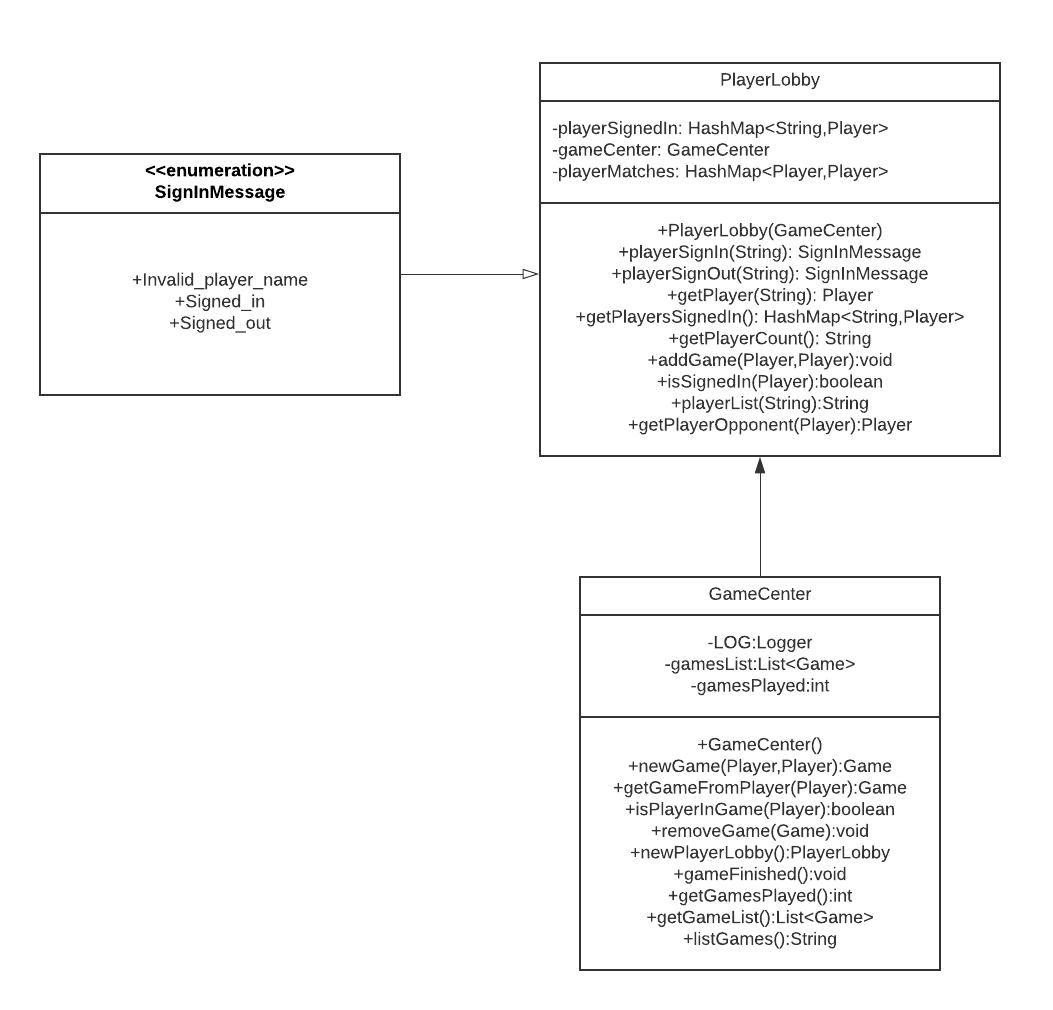 PlayerLobby
-playerSignedIn: HashMap<String,Player>
-gameCenter: GameCenter
-playerMatches: HashMap<Player,Player>
+PlayerLobby(GameCenter)
+playerSignIn(String): SignInMessage
+playerSignOut(String): SignInMessage
+getPlayer(String): Player
+getPlayersSignedIn(): HashMap<String,Player>
+getPlayerCount(): String
+addGame(Player,Player):void
+isSignedIn(Player):boolean
+playerList(String):String
+getPlayerOpponent(Player):Player
<<enumeration>>
SignInMessage
+Invalid_player_name
+Signed_in
+Signed_out
GameCenter
-LOG:Logger
-gamesList:List<Game>
-gamesPlayed:int
+GameCenter()
+newGame(Player,Player):Game
+getGameFromPlayer(Player):Game
+isPlayerInGame(Player):boolean
+removeGame(Game):void
+newPlayerLobby():PlayerLobby
+gameFinished():void
+getGamesPlayed():int
+getGameList():List<Game>
+listGames():String